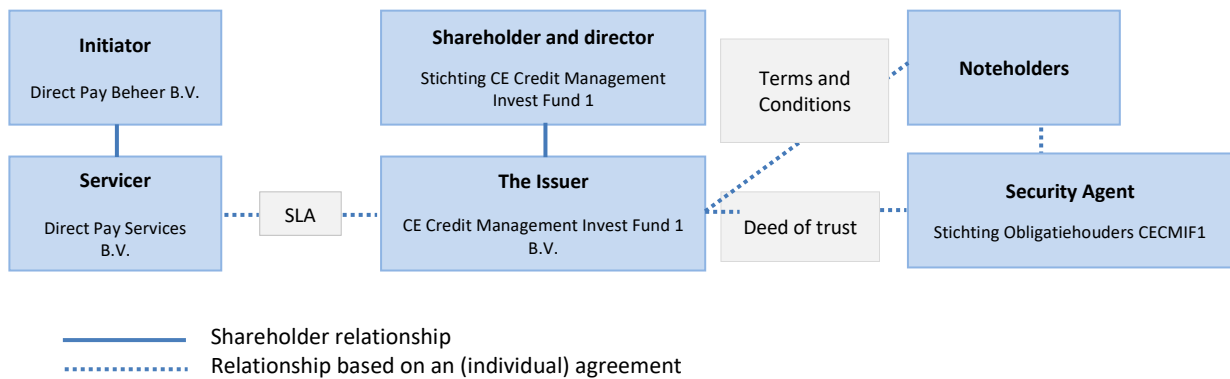 Initiator
Direct Pay Beheer B.V.
Shareholder and director
Stichting CE Credit Management
Invest Fund 1
Terms and
Conditions
Noteholders
Servicer
Direct Pay Services
B.V.
SLA
The Issuer
CE Credit Management Invest Fund 1
B.V.
Deed of trust
Security Agent
Stichting Obligatiehouders CECMIF1
Shareholder relationship
Relationship based on an (individual) agreement